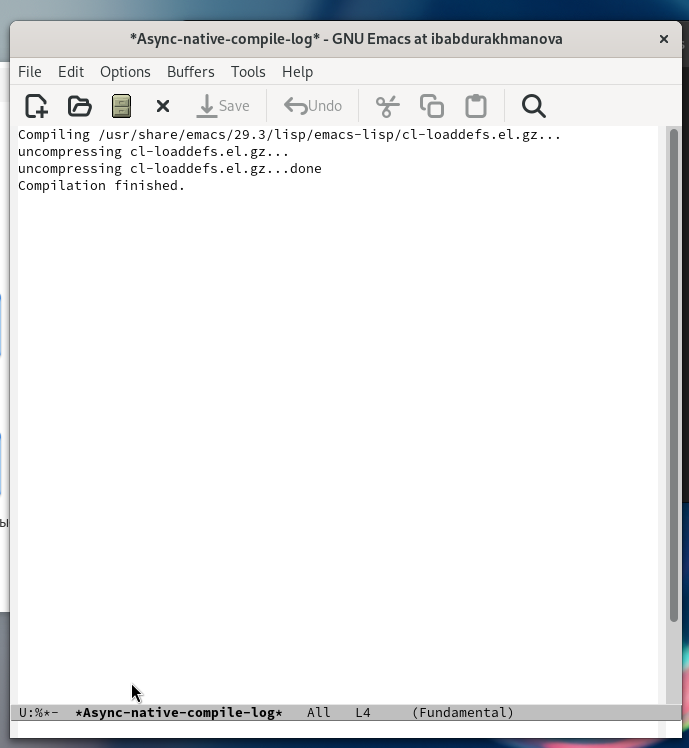 *Async-native-compile-log* - GNU Emacs at ibabdurakhmanova
File Edit Options Buffers Tools Help
Save Undo
Compiling /usr/share/emacs/29.3/lisp/emacs-lisp/cl-loaddefs.el.gz...
uncompressing cl-loaddefs.el.gz...
uncompressing cl-loaddefs.el.gz...done
Compilation finished.
ы
U:%*- *Async-native-compile-log* All L4 (Fundamental)